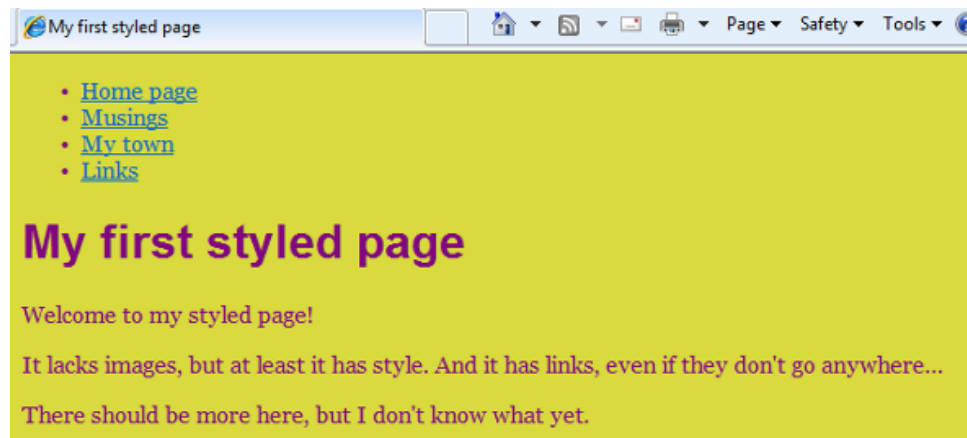 My first styled page
Page Safety Tools
• Home page
• Musings
• My town
• Links
My first styled page
Welcome to my styled page!
It lacks images, but at least it has style. And it has links, even if they don't go anywhere...
There should be more here, but I don't know what yet.